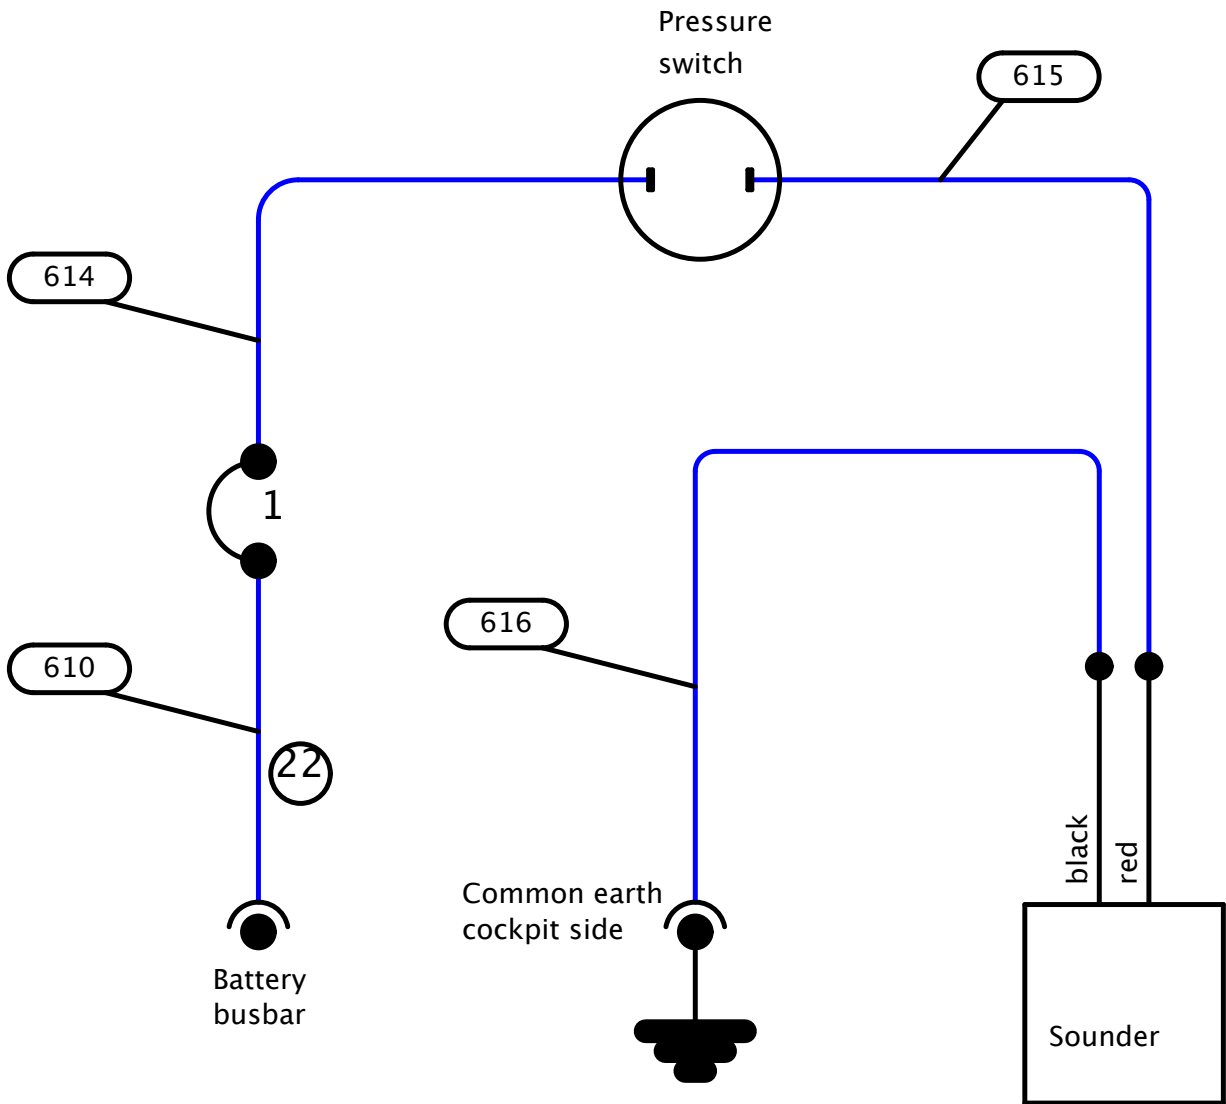 Pressure
switch
615
614
1
616
610
22
black
red
Common earth
cockpit side
Battery
busbar
Sounder